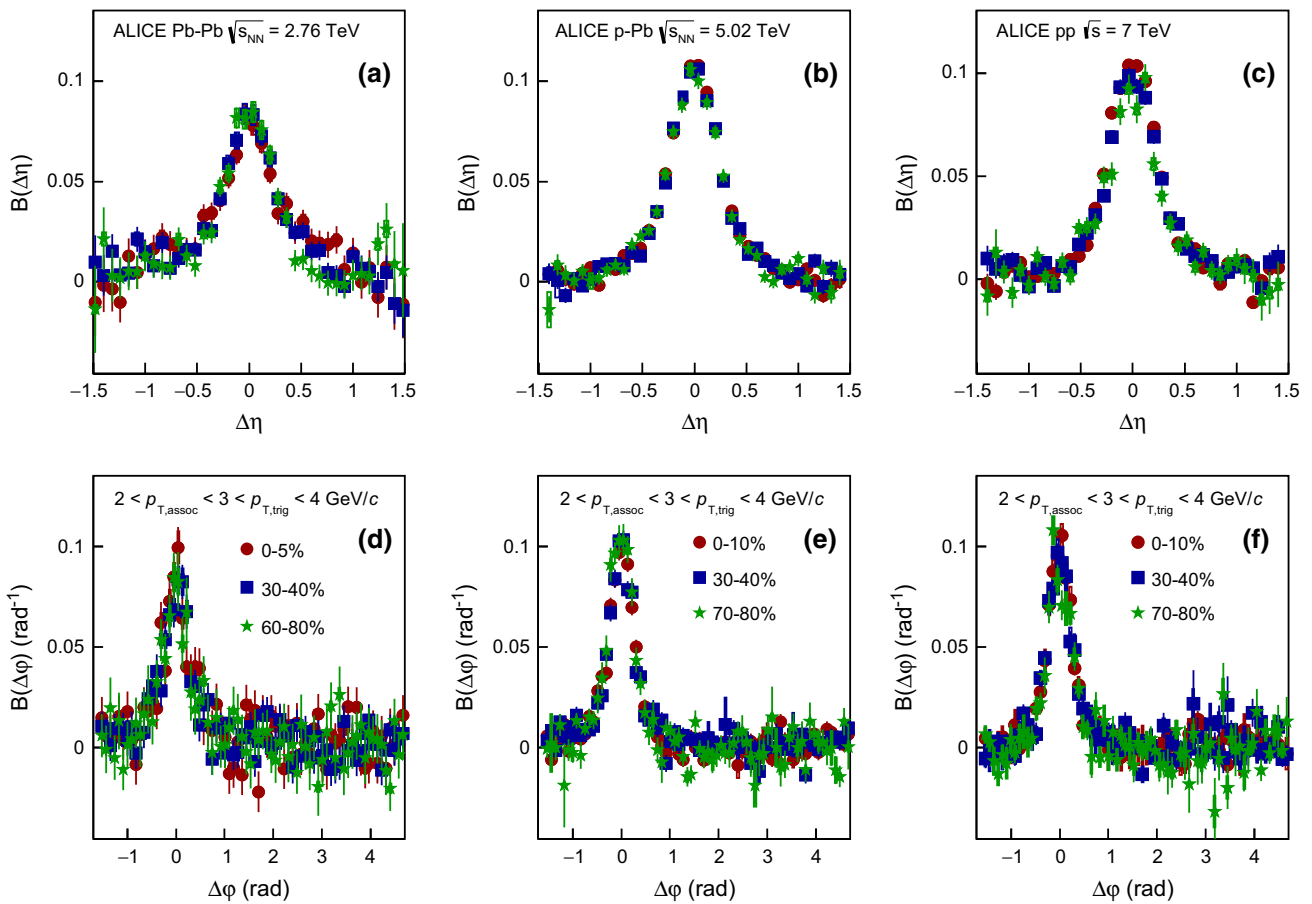 ALICE Pb-Pb √s_NN = 2.76 TeV
(a)
B(Δη)
0.1
0.05
0
−1.5 −1 −0.5 0 0.5 1 1.5
Δη
ALICE p-Pb √s_NN = 5.02 TeV
(b)
B(Δη)
0.1
0.05
0
−1.5 −1 −0.5 0 0.5 1 1.5
Δη
ALICE pp √s = 7 TeV
(c)
B(Δη)
0.1
0.05
0
−1.5 −1 −0.5 0 0.5 1 1.5
Δη
2 < p_T,assoc < 3 < p_T,trig < 4 GeV/c
(d)
0-5%
30-40%
60-80%
B(Δφ) (rad⁻¹)
0.1
0.05
0
−1 0 1 2 3 4
Δφ (rad)
2 < p_T,assoc < 3 < p_T,trig < 4 GeV/c
(e)
0-10%
30-40%
70-80%
B(Δφ) (rad⁻¹)
0.1
0.05
0
−1 0 1 2 3 4
Δφ (rad)
2 < p_T,assoc < 3 < p_T,trig < 4 GeV/c
(f)
0-10%
30-40%
70-80%
B(Δφ) (rad⁻¹)
0.1
0.05
0
−1 0 1 2 3 4
Δφ (rad)